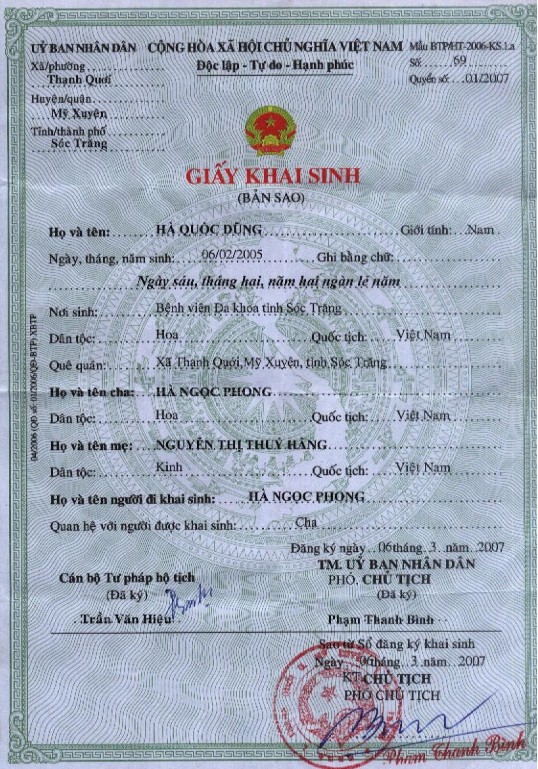 UỶ BAN NHÂN DÂN CỘNG HÒA XÃ HỘI CHỦ NGHĨA VIỆT NAM Mẫu BTP/HT-2006-KS.1.a
Xã/phường Độc lập - Tự do - Hạnh phúc Số: 69
Thạnh Quới Quyển số: 01/2007
Huyện/quận
Mỹ Xuyên
Tỉnh/thành phố
Sóc Trăng
GIẤY KHAI SINH
(BẢN SAO)
Họ và tên: HÀ QUỐC DŨNG Giới tính: Nam
Ngày, tháng, năm sinh: 06/02/2005 Ghi bằng chữ:
Ngày sáu, tháng hai, năm hai ngàn lẻ năm
Nơi sinh: Bệnh viện Đa khoa tỉnh Sóc Trăng
Dân tộc: Hoa Quốc tịch: Việt Nam
Quê quán: Xã Thạnh Quới, Mỹ Xuyên, tỉnh Sóc Trăng
Họ và tên cha: HÀ NGỌC PHONG
Dân tộc: Hoa Quốc tịch: Việt Nam
Họ và tên mẹ: NGUYỄN THỊ THUÝ HẰNG
Dân tộc: Kinh Quốc tịch: Việt Nam
Họ và tên người đi khai sinh: HÀ NGỌC PHONG
Quan hệ với người được khai sinh: Cha
Đăng ký ngày 06 tháng 3 năm 2007
Cán bộ Tư pháp hộ tịch TM. UỶ BAN NHÂN DÂN
(Đã ký) PHÓ CHỦ TỊCH
(Đã ký)
Trần Văn Hiệu Phạm Thanh Bình
Sao từ Sổ đăng ký khai sinh
Ngày 06 tháng 3 năm 2007
KT CHỦ TỊCH
PHÓ CHỦ TỊCH
Phạm Thanh Bình
04/2006 (QĐ số: 01/2006/QĐ-BTP) XBTP